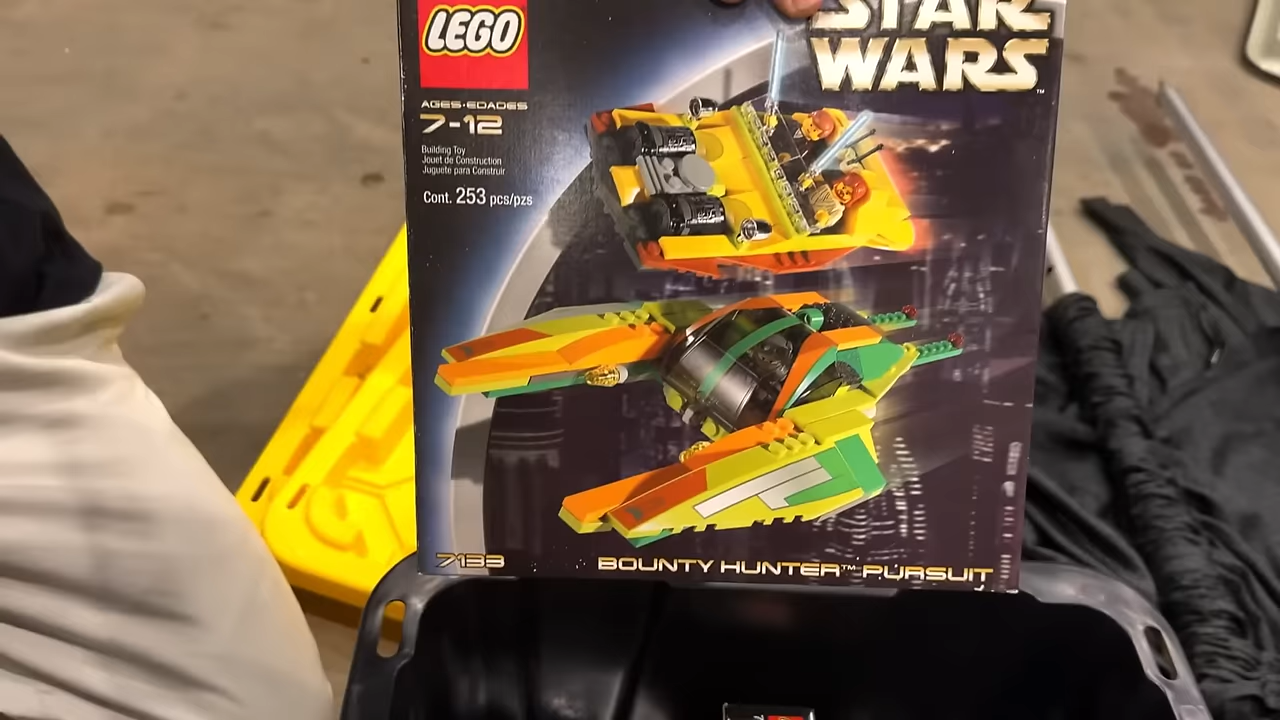 LEGO
STAR
WARS™
AGES•EDADES
7-12
Building Toy
Jouet de Construction
Juguete para Construir
Cont. 253 pcs/pzs
7133
BOUNTY HUNTER™ PURSUIT